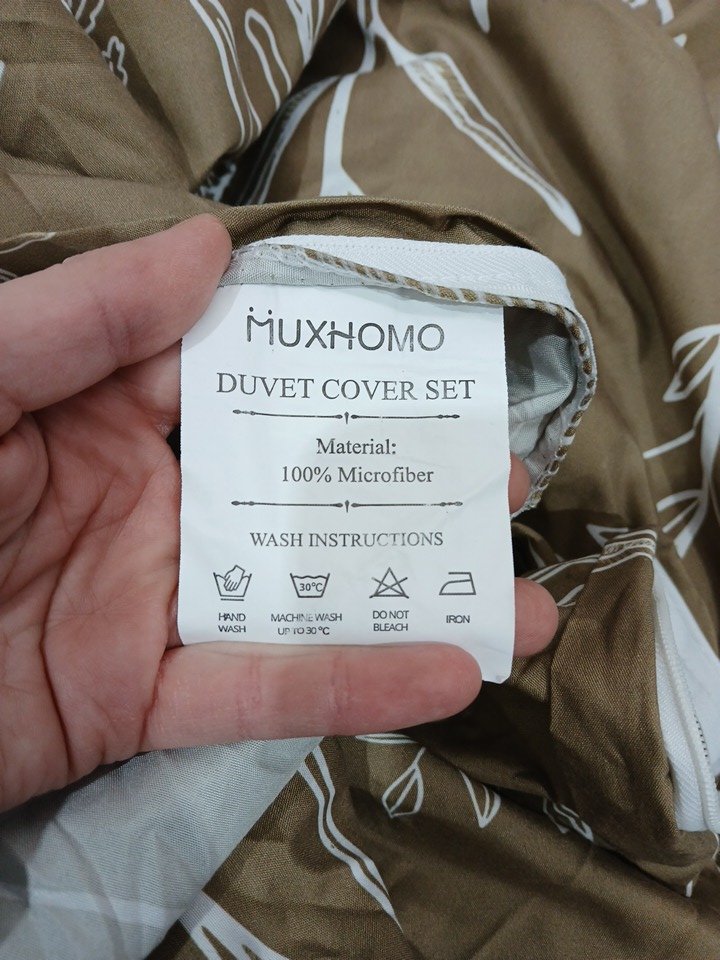 MUXHOMO
DUVET COVER SET
Material:
100% Microfiber
WASH INSTRUCTIONS
30°C
HAND WASH
MACHINE WASH UP TO 30 °C
DO NOT BLEACH
IRON